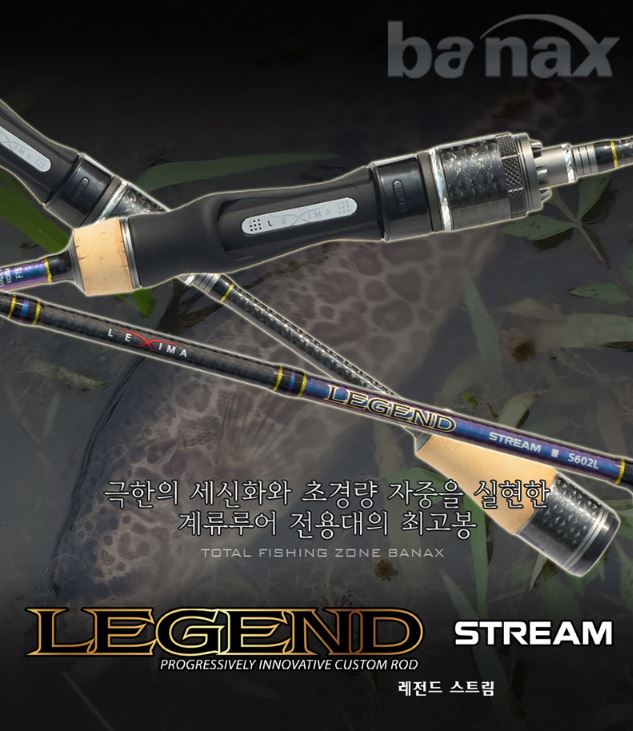 banax
LEXIMA
LEXIMA
LEGEND STREAM S602L
극한의 세신화와 초경량 자중을 실현한
계류루어 전용대의 최고봉
TOTAL FISHING ZONE BANAX
LEGEND STREAM
PROGRESSIVELY INNOVATIVE CUSTOM ROD
레전드 스트림